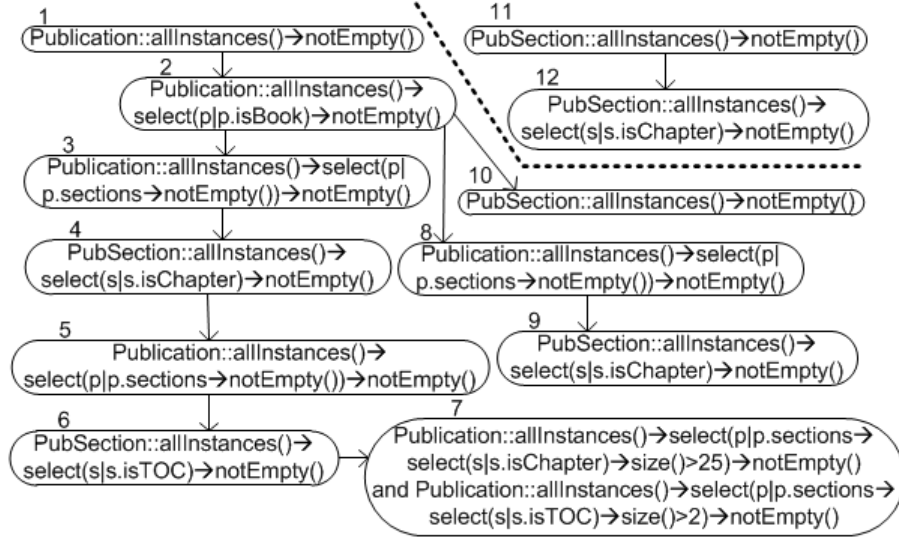 1
Publication::allInstances()→notEmpty()
2
Publication::allInstances()→
select(p|p.isBook)→notEmpty()
3
Publication::allInstances()→select(p|
p.sections→notEmpty())→notEmpty()
4
PubSection::allInstances()→
select(s|s.isChapter)→notEmpty()
5
Publication::allInstances()→
select(p|p.sections→notEmpty())→notEmpty()
6
PubSection::allInstances()→
select(s|s.isTOC)→notEmpty()
7
Publication::allInstances()→select(p|p.sections→
select(s|s.isChapter)→size()>25)→notEmpty()
and Publication::allInstances()→select(p|p.sections→
select(s|s.isTOC)→size()>2)→notEmpty()
8
Publication::allInstances()→select(p|
p.sections→notEmpty())→notEmpty()
9
PubSection::allInstances()→
select(s|s.isChapter)→notEmpty()
10
PubSection::allInstances()→notEmpty()
11
PubSection::allInstances()→notEmpty()
12
PubSection::allInstances()→
select(s|s.isChapter)→notEmpty()